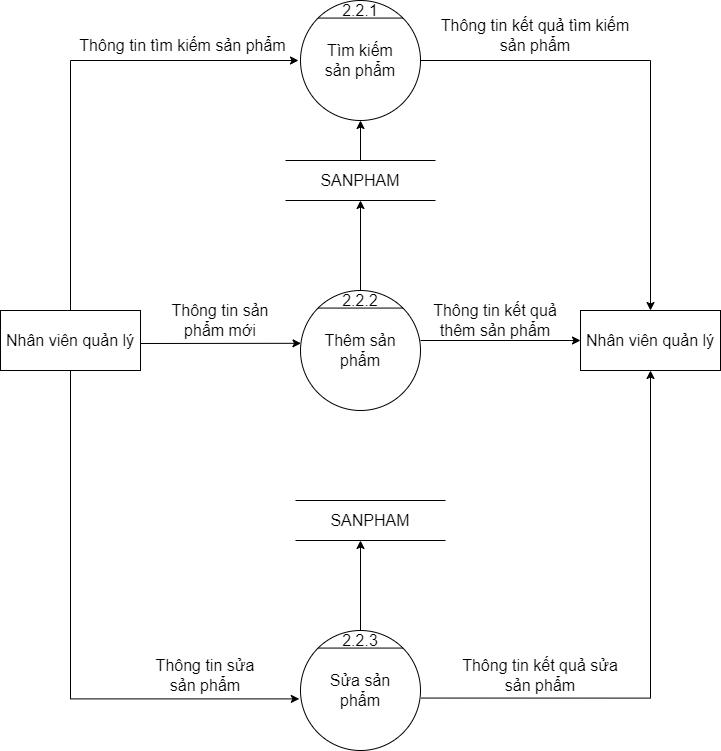 2.2.1
Thông tin tìm kiếm sản phẩm
Tìm kiếm
sản phẩm
Thông tin kết quả tìm kiếm
sản phẩm
SANPHAM
Nhân viên quản lý
Thông tin sản
phẩm mới
2.2.2
Thêm sản
phẩm
Thông tin kết quả
thêm sản phẩm
Nhân viên quản lý
SANPHAM
Thông tin sửa
sản phẩm
2.2.3
Sửa sản
phẩm
Thông tin kết quả sửa
sản phẩm